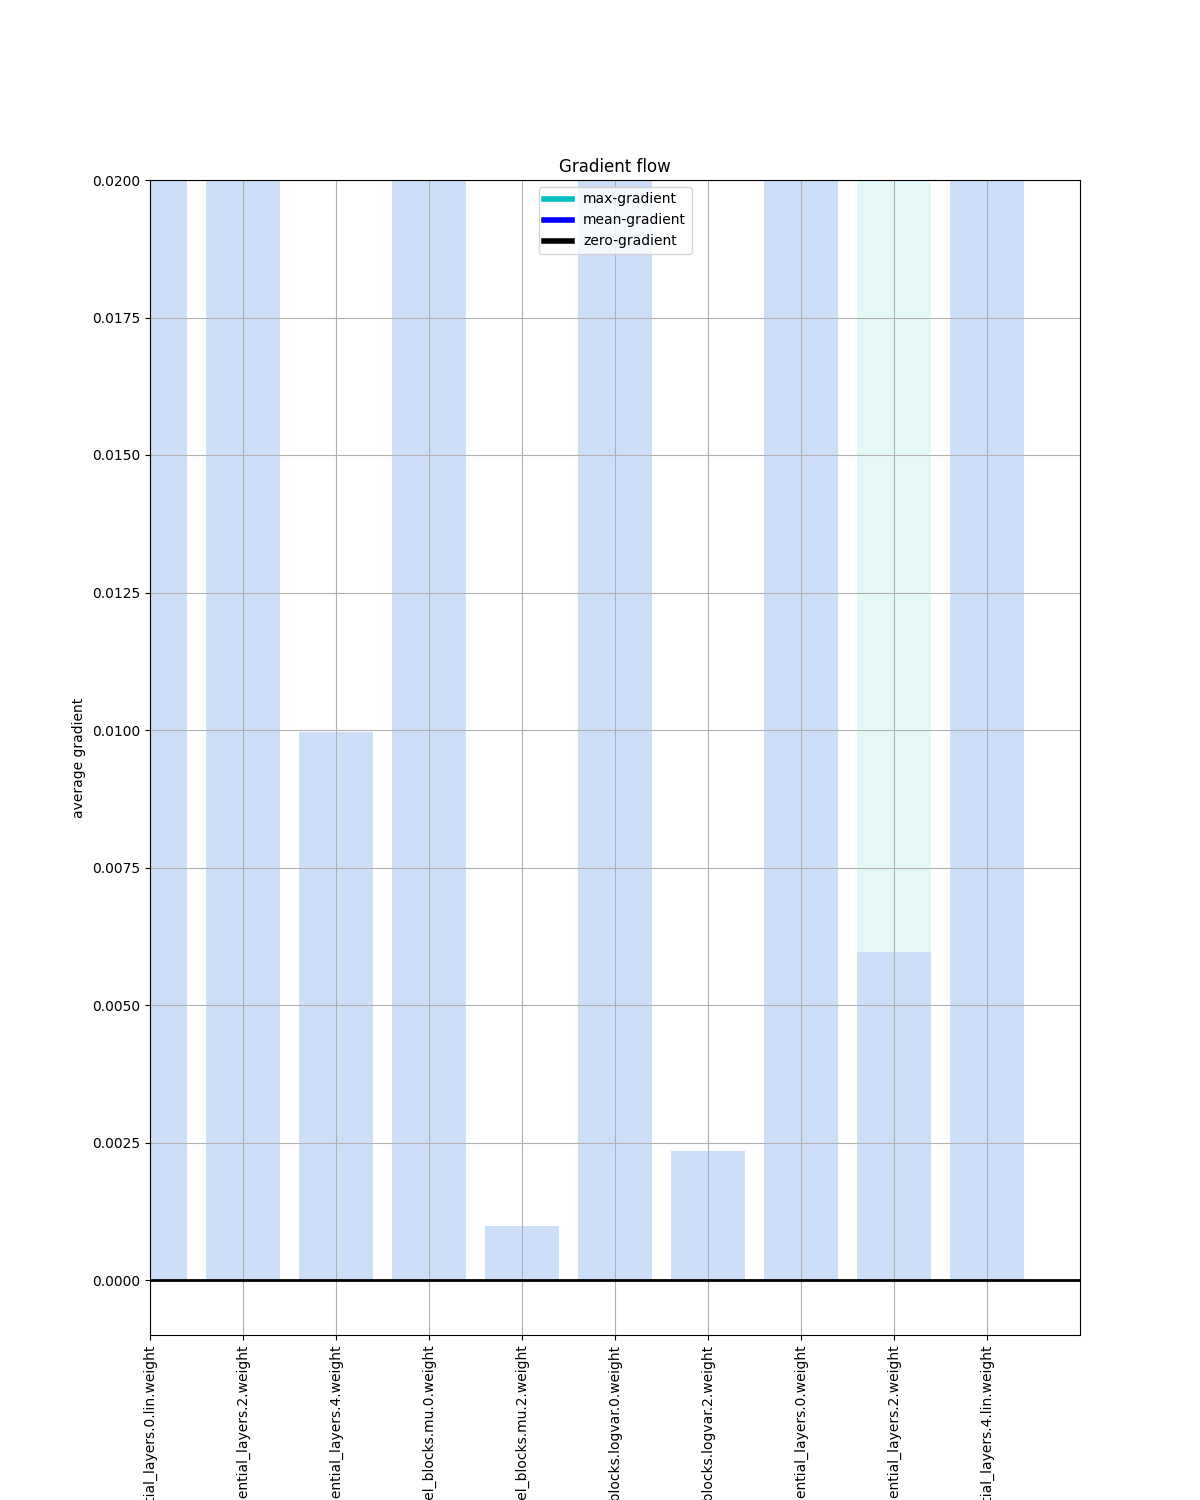 Gradient flow
max-gradient
mean-gradient
zero-gradient
0.0200
0.0175
0.0150
0.0125
0.0100
0.0075
0.0050
0.0025
0.0000
average gradient
tial_layers.0.lin.weight
ential_layers.2.weight
ential_layers.4.weight
el_blocks.mu.0.weight
el_blocks.mu.2.weight
blocks.logvar.0.weight
blocks.logvar.2.weight
ential_layers.0.weight
ential_layers.2.weight
tial_layers.4.lin.weight